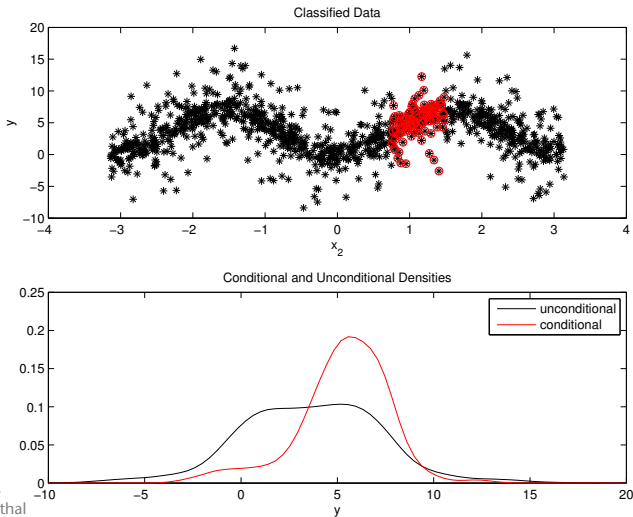 Classified Data
20
15
10
5
0
−5
−10
y
−4 −3 −2 −1 0 1 2 3 4
x2
Conditional and Unconditional Densities
0.25
0.2
0.15
0.1
0.05
0
unconditional
conditional
−10 −5 0 5 10 15 20
y
thal